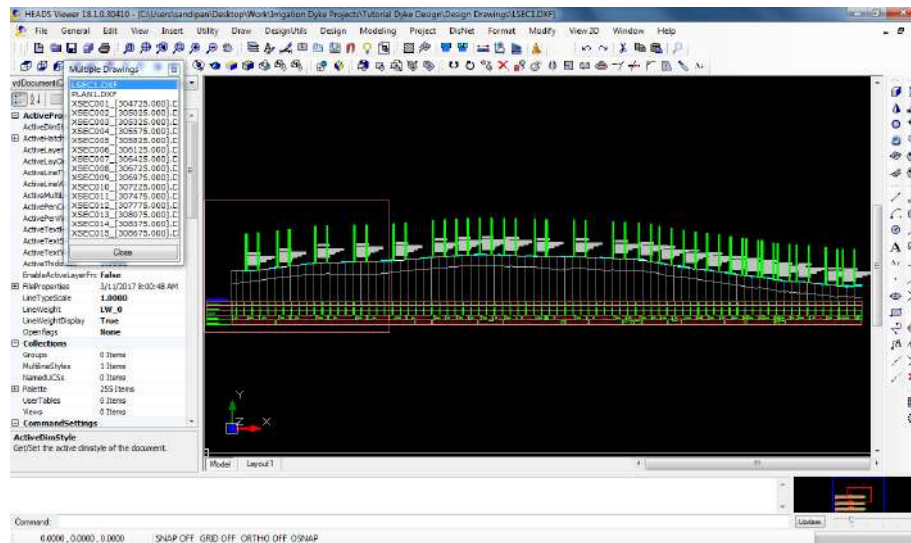 HEADS Viewer 18.1.0.30410 - [C:\Users\sandipan\Desktop\Work\Irrigation Dyke Projects\Tutorial Dyke Design\Design Drawings\LSEC1.DXF]
File General Edit View Insert Utility Draw DesignUtils Design Modeling Project DisNet Format Modify View3D Window Help
Multiple Drawings
LSEC1.DXF
PLAN1.DXF
XSEC001_[304725.000].D
XSEC002_[305025.000].D
XSEC003_[305325.000].D
XSEC004_[305575.000].D
XSEC005_[305825.000].D
XSEC006_[306125.000].D
XSEC007_[306425.000].D
XSEC008_[306725.000].D
XSEC009_[306975.000].D
XSEC010_[307225.000].D
XSEC011_[307475.000].D
XSEC012_[307775.000].D
XSEC013_[308075.000].D
XSEC014_[308375.000].D
XSEC015_[308675.000].D
Close
EnableActiveLayerFrc False
FileProperties 3/11/2017 8:00:48 AM
LineTypeScale 1.0000
LineWeight LW_0
LineWeightDisplay True
OpenFlags None
Collections
Groups 0 Items
MultilineStyles 1 Items
NamedUCSs 0 Items
Palette 255 Items
UserTables 0 Items
Views 0 Items
CommandSettings
ActiveDimStyle
Get/Set the active dimstyle of the document.
Y
Z X
Model Layout1
Command:
Update
0.0000 , 0.0000 , 0.0000 SNAP OFF GRID OFF ORTHO OFF OSNAP